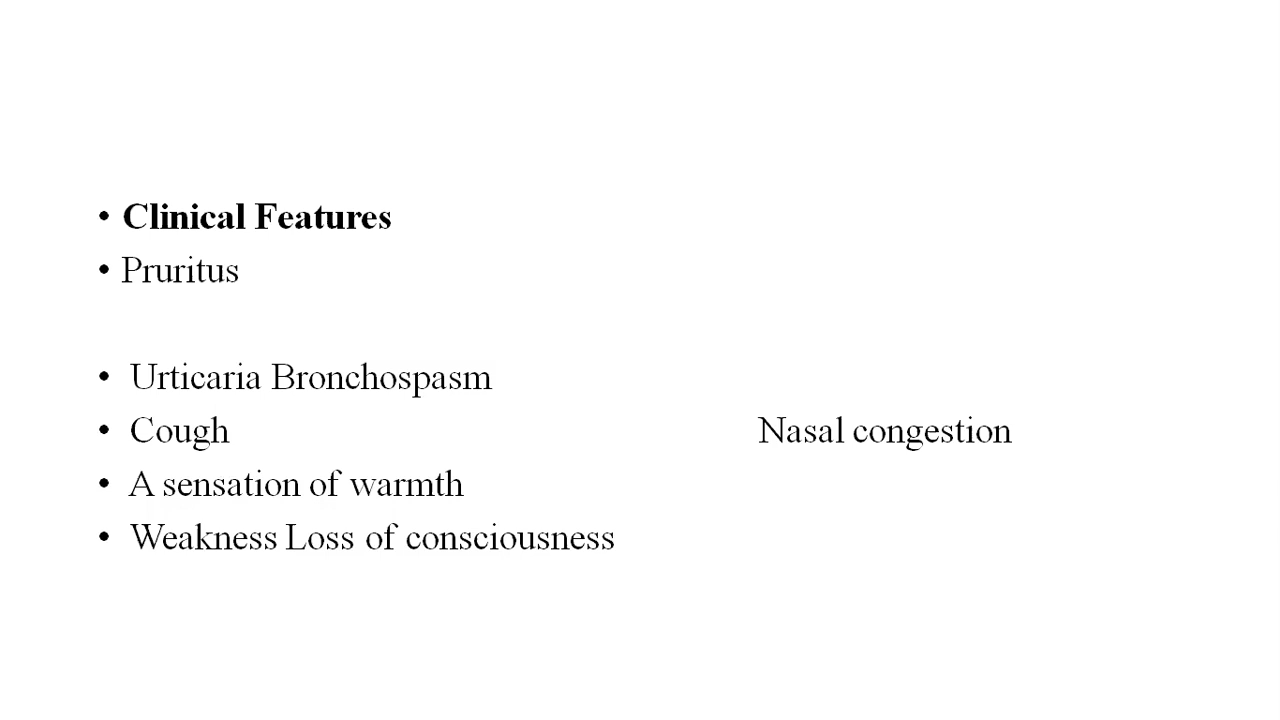 • Clinical Features
• Pruritus
• Urticaria Bronchospasm
• Cough Nasal congestion
• A sensation of warmth
• Weakness Loss of consciousness